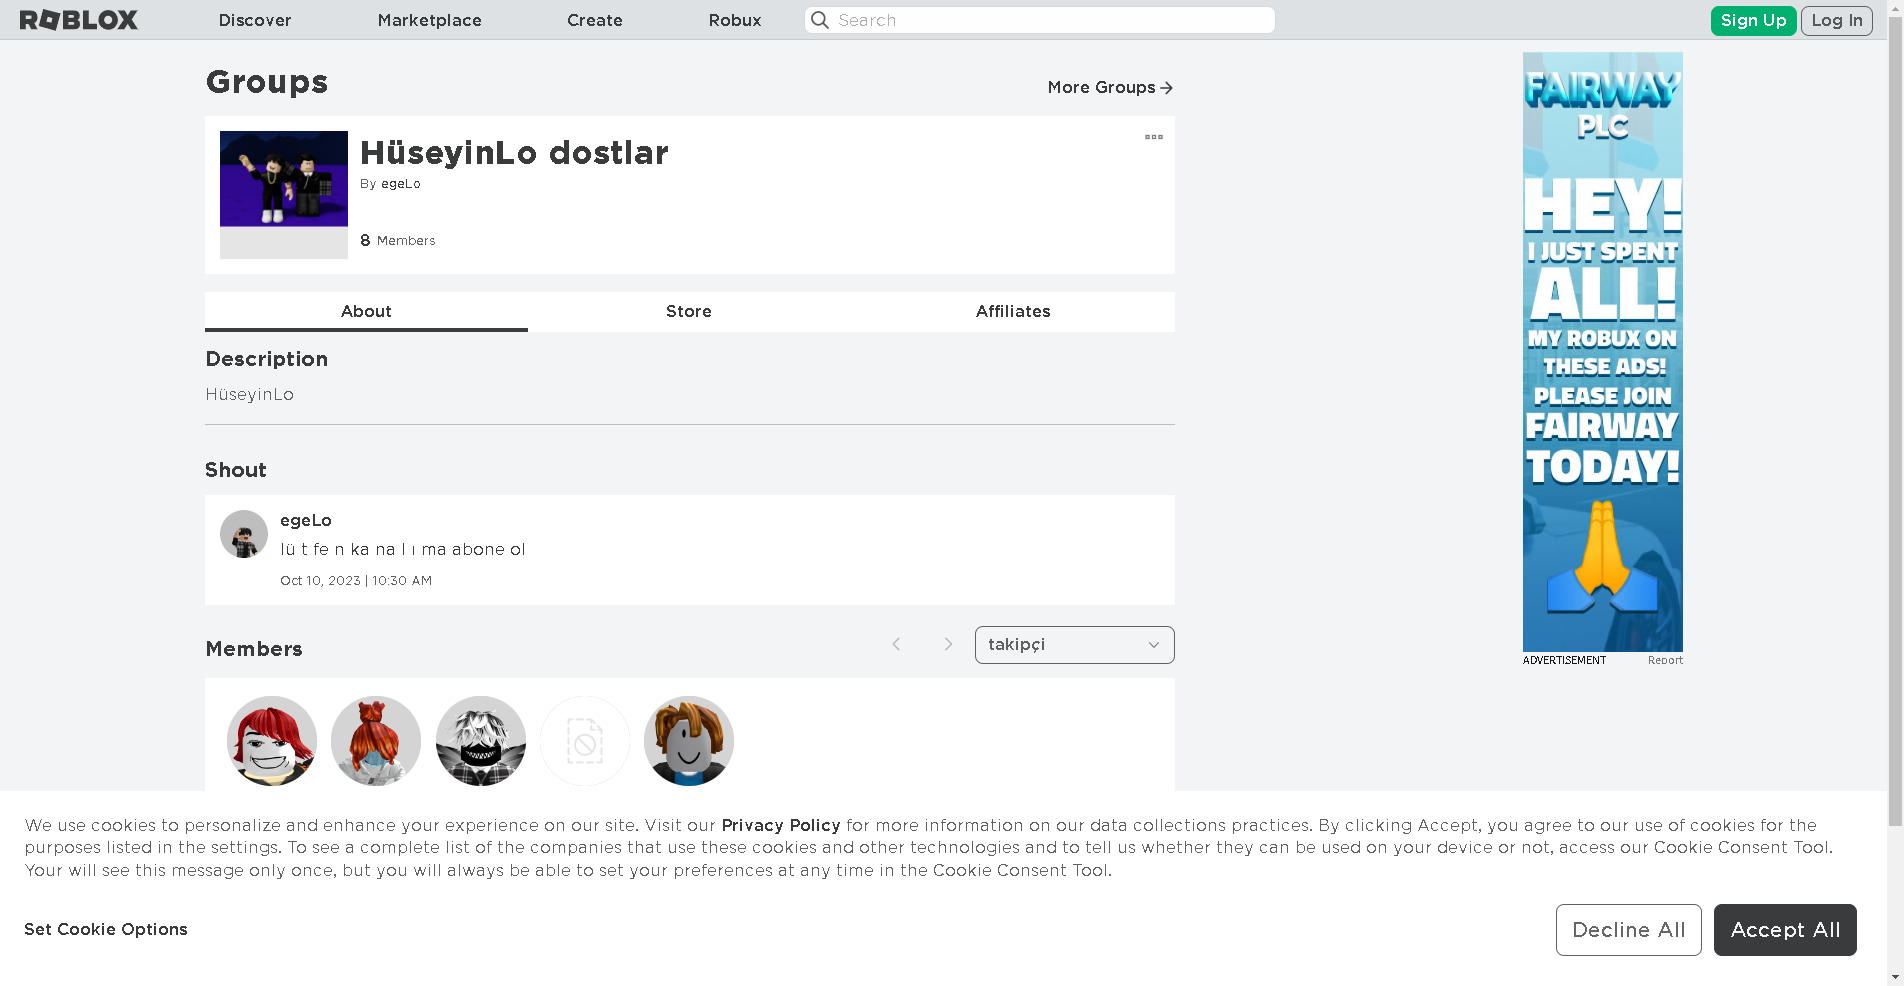 ROBLOX
Discover
Marketplace
Create
Robux
Search
Sign Up
Log In
Groups
More Groups
HüseyinLo dostlar
By egeLo
8 Members
About
Store
Affiliates
Description
HüseyinLo
Shout
egeLo
lü t fe n ka na l ı ma abone ol
Oct 10, 2023 | 10:30 AM
Members
takipçi
FAIRWAY
PLC
HEY!
I JUST SPENT
ALL!
MY ROBUX ON
THESE ADS!
PLEASE JOIN
FAIRWAY
TODAY!
ADVERTISEMENT
Report
We use cookies to personalize and enhance your experience on our site. Visit our Privacy Policy for more information on our data collections practices. By clicking Accept, you agree to our use of cookies for the
purposes listed in the settings. To see a complete list of the companies that use these cookies and other technologies and to tell us whether they can be used on your device or not, access our Cookie Consent Tool.
Your will see this message only once, but you will always be able to set your preferences at any time in the Cookie Consent Tool.
Set Cookie Options
Decline All
Accept All